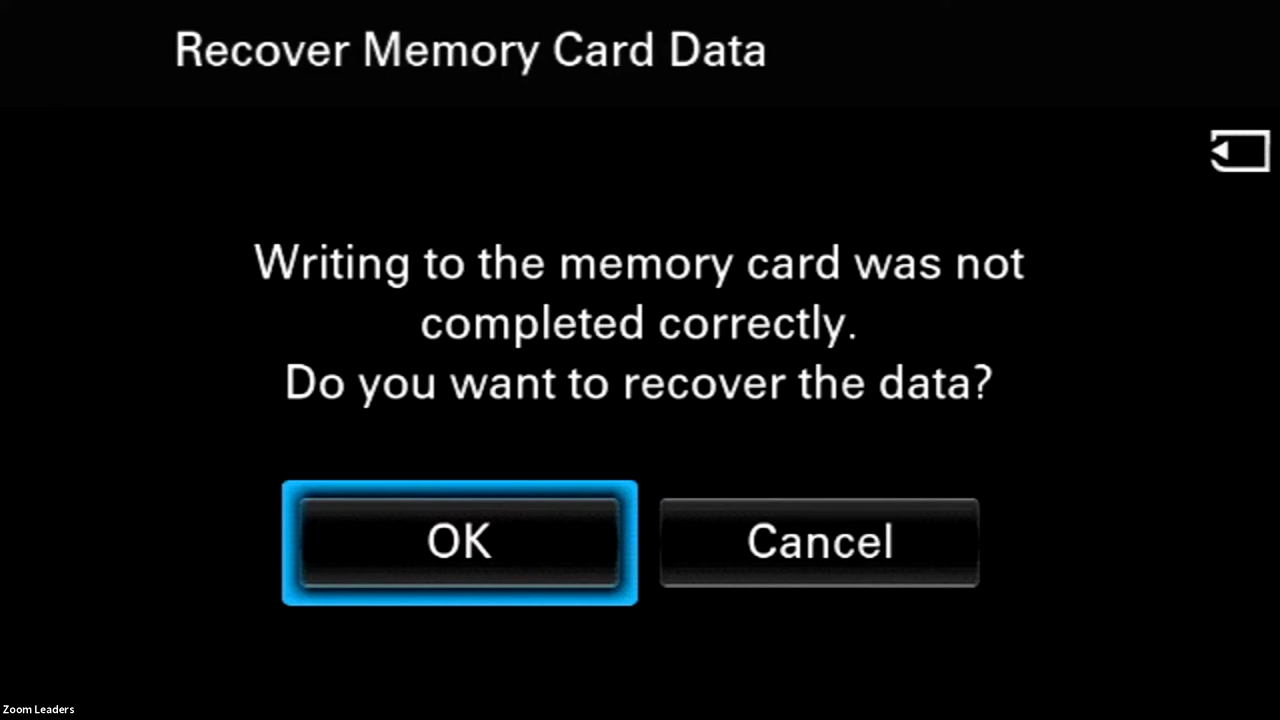 Recover Memory Card Data
Writing to the memory card was not
completed correctly.
Do you want to recover the data?
OK
Cancel
Zoom Leaders